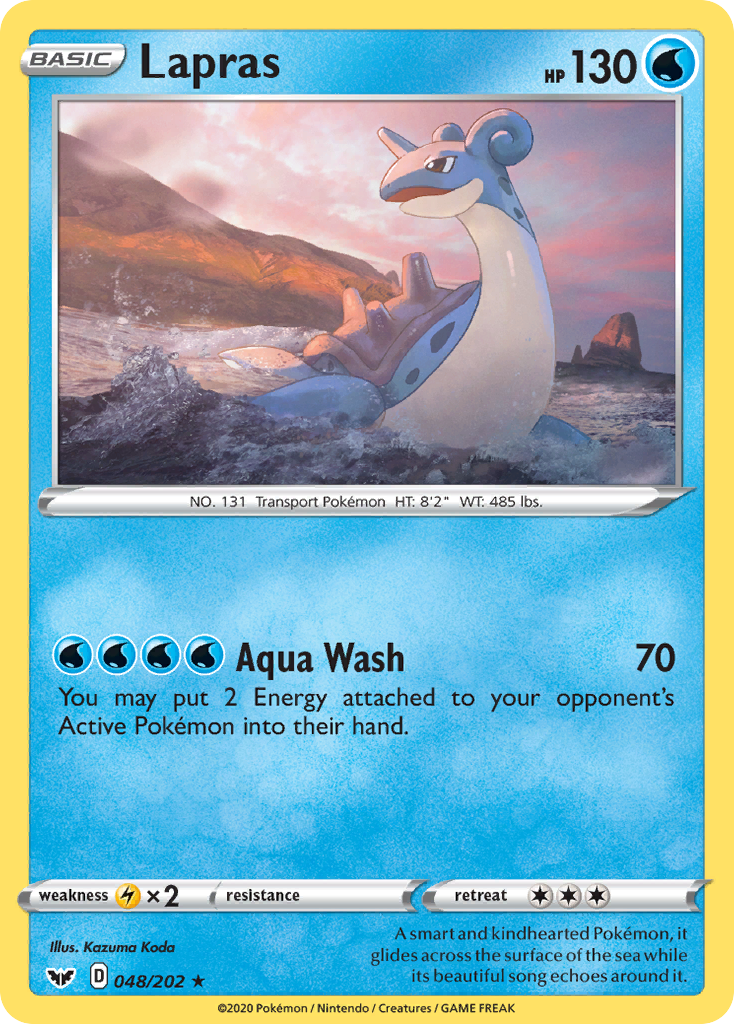 BASIC Lapras HP 130
NO. 131 Transport Pokémon HT: 8'2" WT: 485 lbs.
Aqua Wash 70
You may put 2 Energy attached to your opponent's
Active Pokémon into their hand.
weakness ×2 resistance retreat
Illus. Kazuma Koda
A smart and kindhearted Pokémon, it
glides across the surface of the sea while
its beautiful song echoes around it.
D 048/202 ★
©2020 Pokémon / Nintendo / Creatures / GAME FREAK